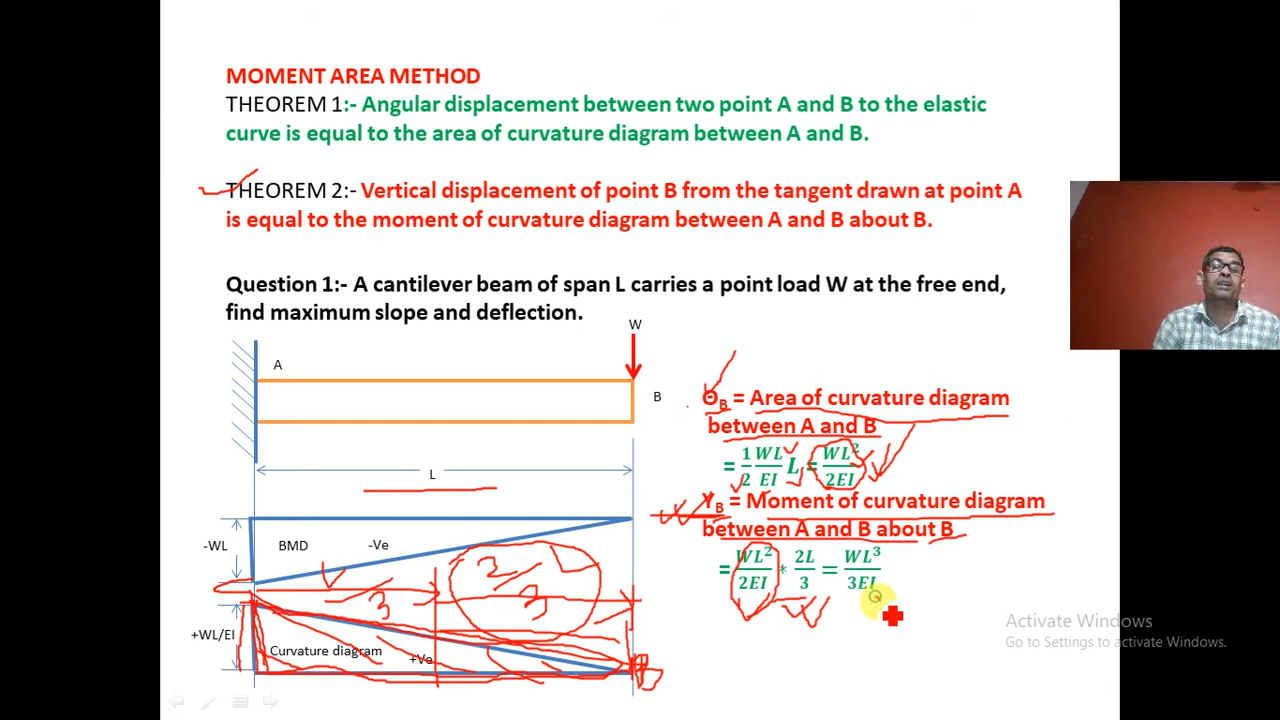 MOMENT AREA METHOD
THEOREM 1:- Angular displacement between two point A and B to the elastic
curve is equal to the area of curvature diagram between A and B.
THEOREM 2:- Vertical displacement of point B from the tangent drawn at point A
is equal to the moment of curvature diagram between A and B about B.
Question 1:- A cantilever beam of span L carries a point load W at the free end,
find maximum slope and deflection.
W
A
B
L
-WL
BMD
-Ve
+WL/EI
Curvature diagram
+Ve
L/3
2L/3
B
ΘB = Area of curvature diagram
between A and B
= 1/2 WL/EI L = WL²/2EI
YB = Moment of curvature diagram
between A and B about B
= WL²/2EI * 2L/3 = WL³/3EI
Activate Windows
Go to Settings to activate Windows.